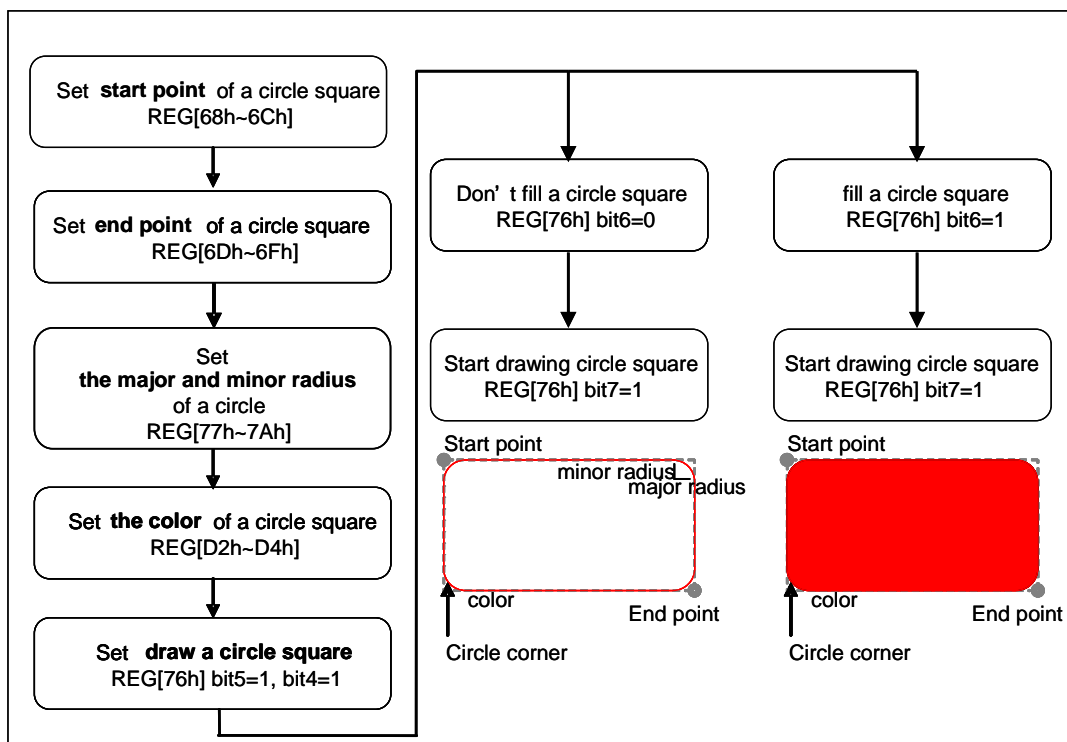 Set start point of a circle square
REG[68h~6Ch]
Set end point of a circle square
REG[6Dh~6Fh]
Set
the major and minor radius
of a circle
REG[77h~7Ah]
Set the color of a circle square
REG[D2h~D4h]
Set draw a circle square
REG[76h] bit5=1, bit4=1
Don't fill a circle square
REG[76h] bit6=0
Start drawing circle square
REG[76h] bit7=1
Start point
minor radius
major radius
color
End point
Circle corner
fill a circle square
REG[76h] bit6=1
Start drawing circle square
REG[76h] bit7=1
Start point
color
End point
Circle corner